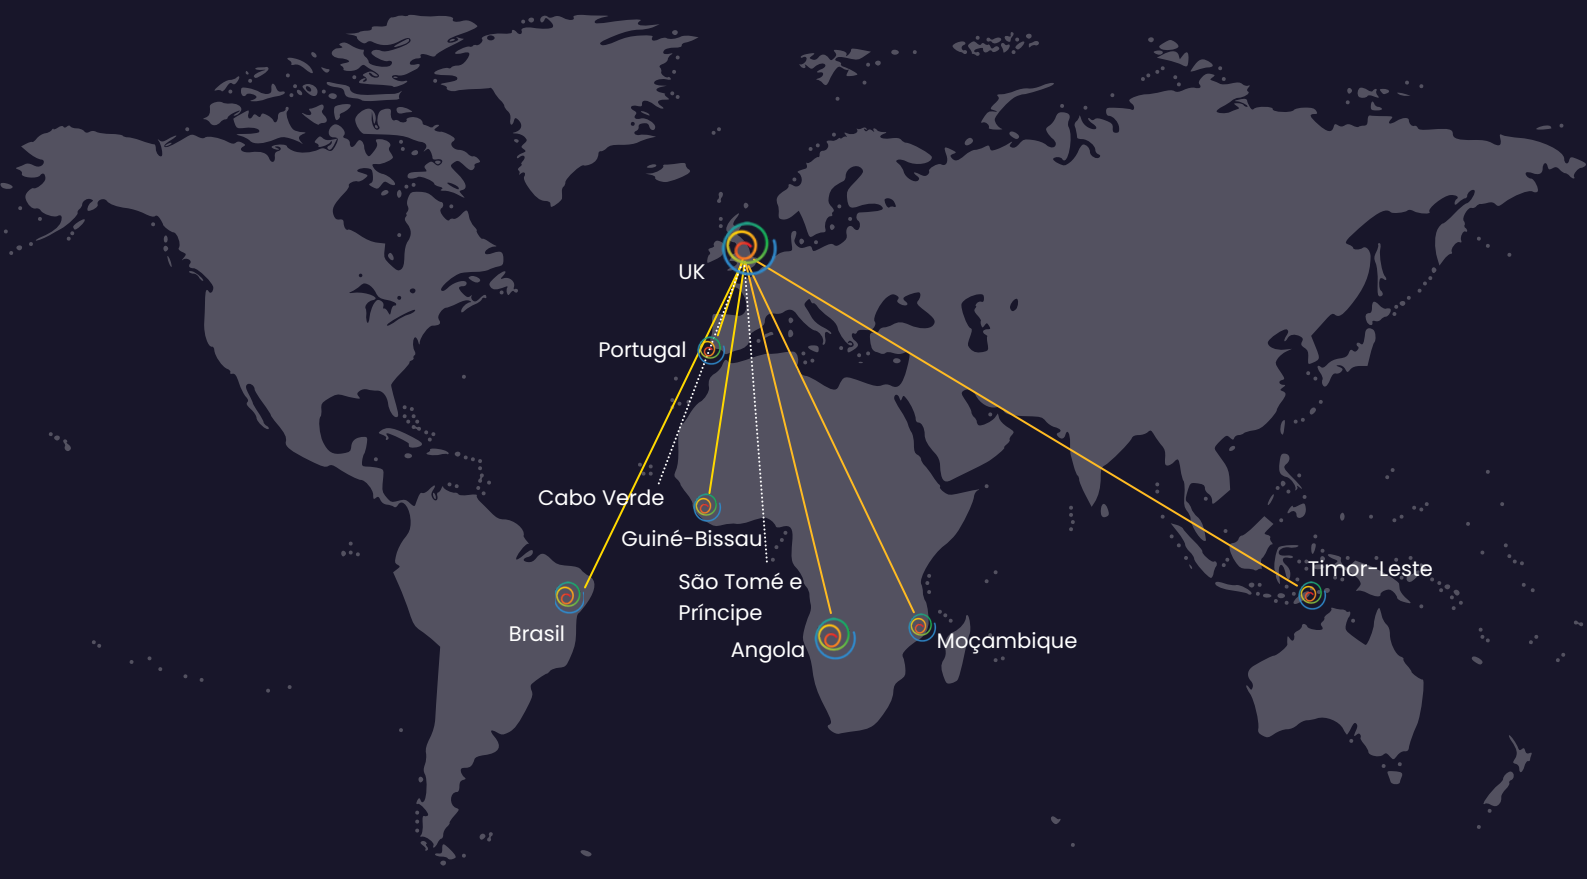 UK
Portugal
Cabo Verde
Guiné-Bissau
Timor-Leste
São Tomé e
Príncipe
Brasil
Angola
Moçambique